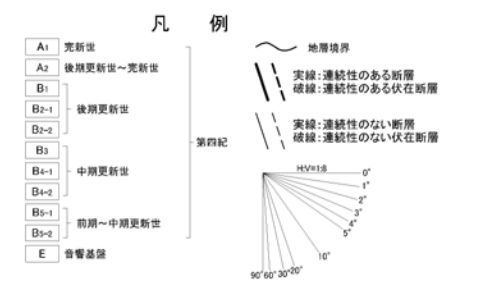 凡 例
A1 完新世
A2 後期更新世～完新世
B1
B2-1 後期更新世
B2-2
B3
B4-1 中期更新世
B4-2
B5-1
B5-2 前期～中期更新世
E 音響基盤
第四紀
地層境界
実線:連続性のある断層
破線:連続性のある伏在断層
実線:連続性のない断層
破線:連続性のない伏在断層
H:V=1:8
0°
1°
2°
3°
4°
5°
10°
90° 60° 30° 20°